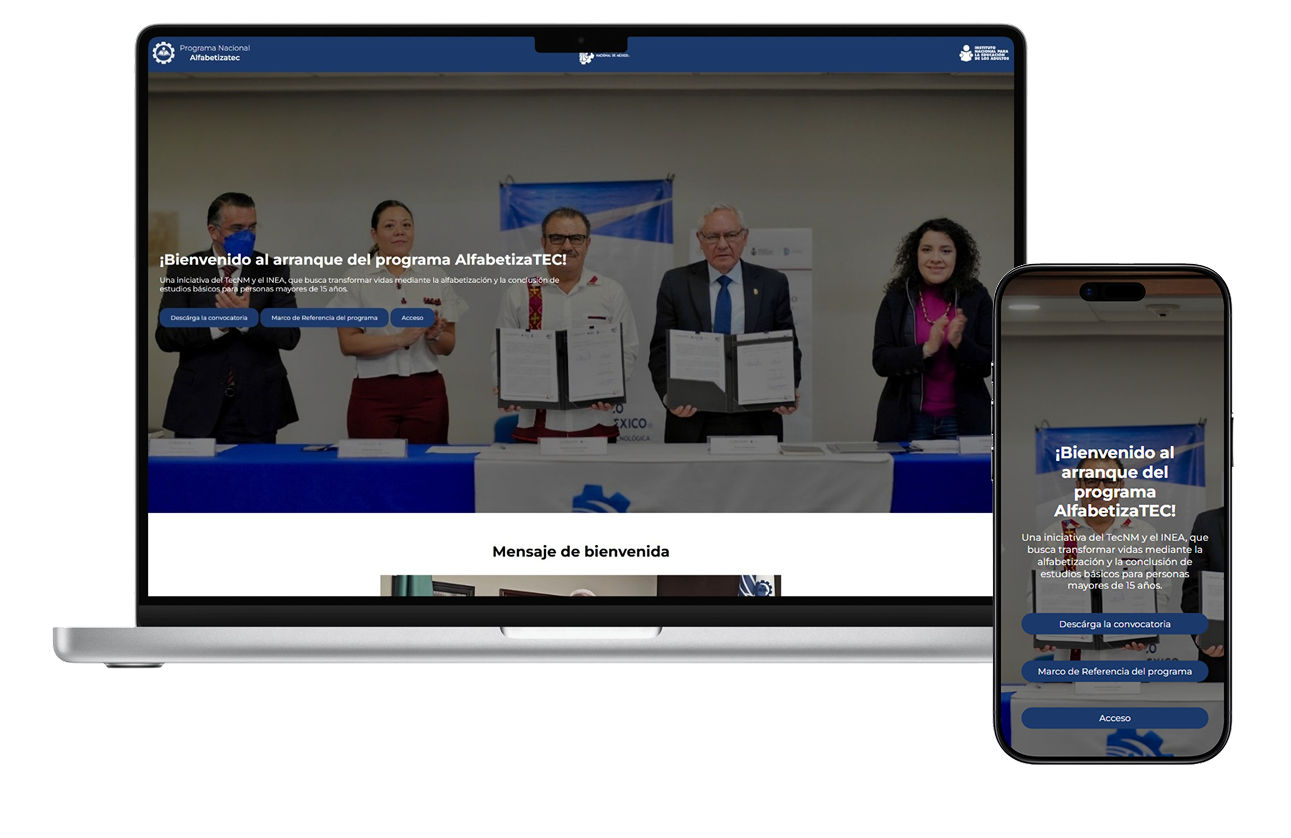 Programa Nacional
Alfabetizatec
NACIONAL DE MÉXICO.
INSTITUTO
NACIONAL PARA
LA EDUCACIÓN
DE LOS ADULTOS
¡Bienvenido al arranque del programa AlfabetizaTEC!
Una iniciativa del TecNM y el INEA, que busca transformar vidas mediante la alfabetización y la conclusión de
estudios básicos para personas mayores de 15 años.
Descárga la convocatoria
Marco de Referencia del programa
Acceso
ÉXICO
NOLÓGICA
Mensaje de bienvenida
¡Bienvenido al
arranque del
programa
AlfabetizaTEC!
Una iniciativa del TecNM y el INEA, que
busca transformar vidas mediante la
alfabetización y la conclusión de
estudios básicos para personas
mayores de 15 años.
Descárga la convocatoria
Marco de Referencia del programa
Acceso